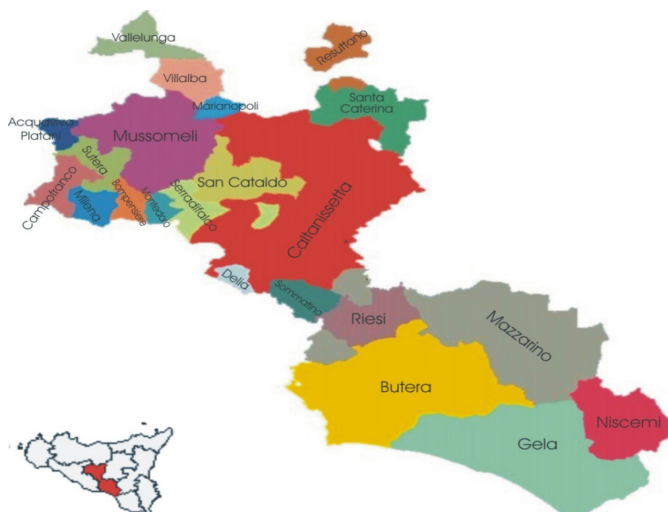 Vallelunga
Resuttano
Villalba
Marianopoli
Santa
Caterina
Acquaviva
Platani
Mussomeli
Sutera
Campofranco
San Cataldo
Milena
Bompensiere
Montedoro
Serradifalco
Caltanissetta
Delia
Sommatino
Riesi
Mazzarino
Butera
Niscemi
Gela